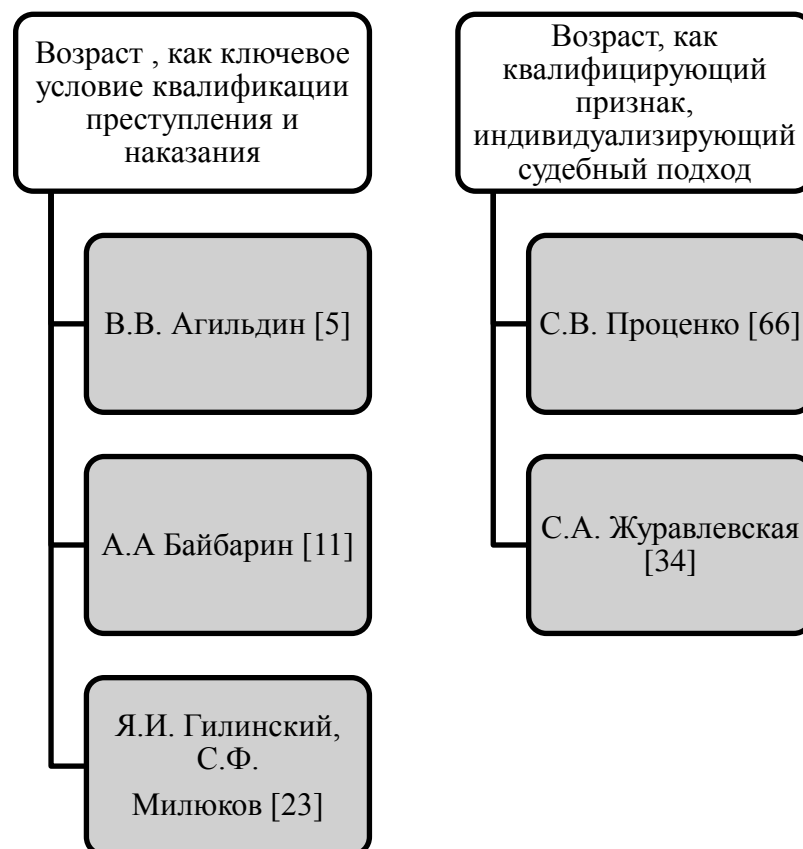 Возраст , как ключевое
условие квалификации
преступления и
наказания
В.В. Агильдин [5]
А.А Байбарин [11]
Я.И. Гилинский,
С.Ф.
Милюков [23]
Возраст, как
квалифицирующий
признак,
индивидуализирующий
судебный подход
С.В. Проценко [66]
С.А. Журавлевская
[34]